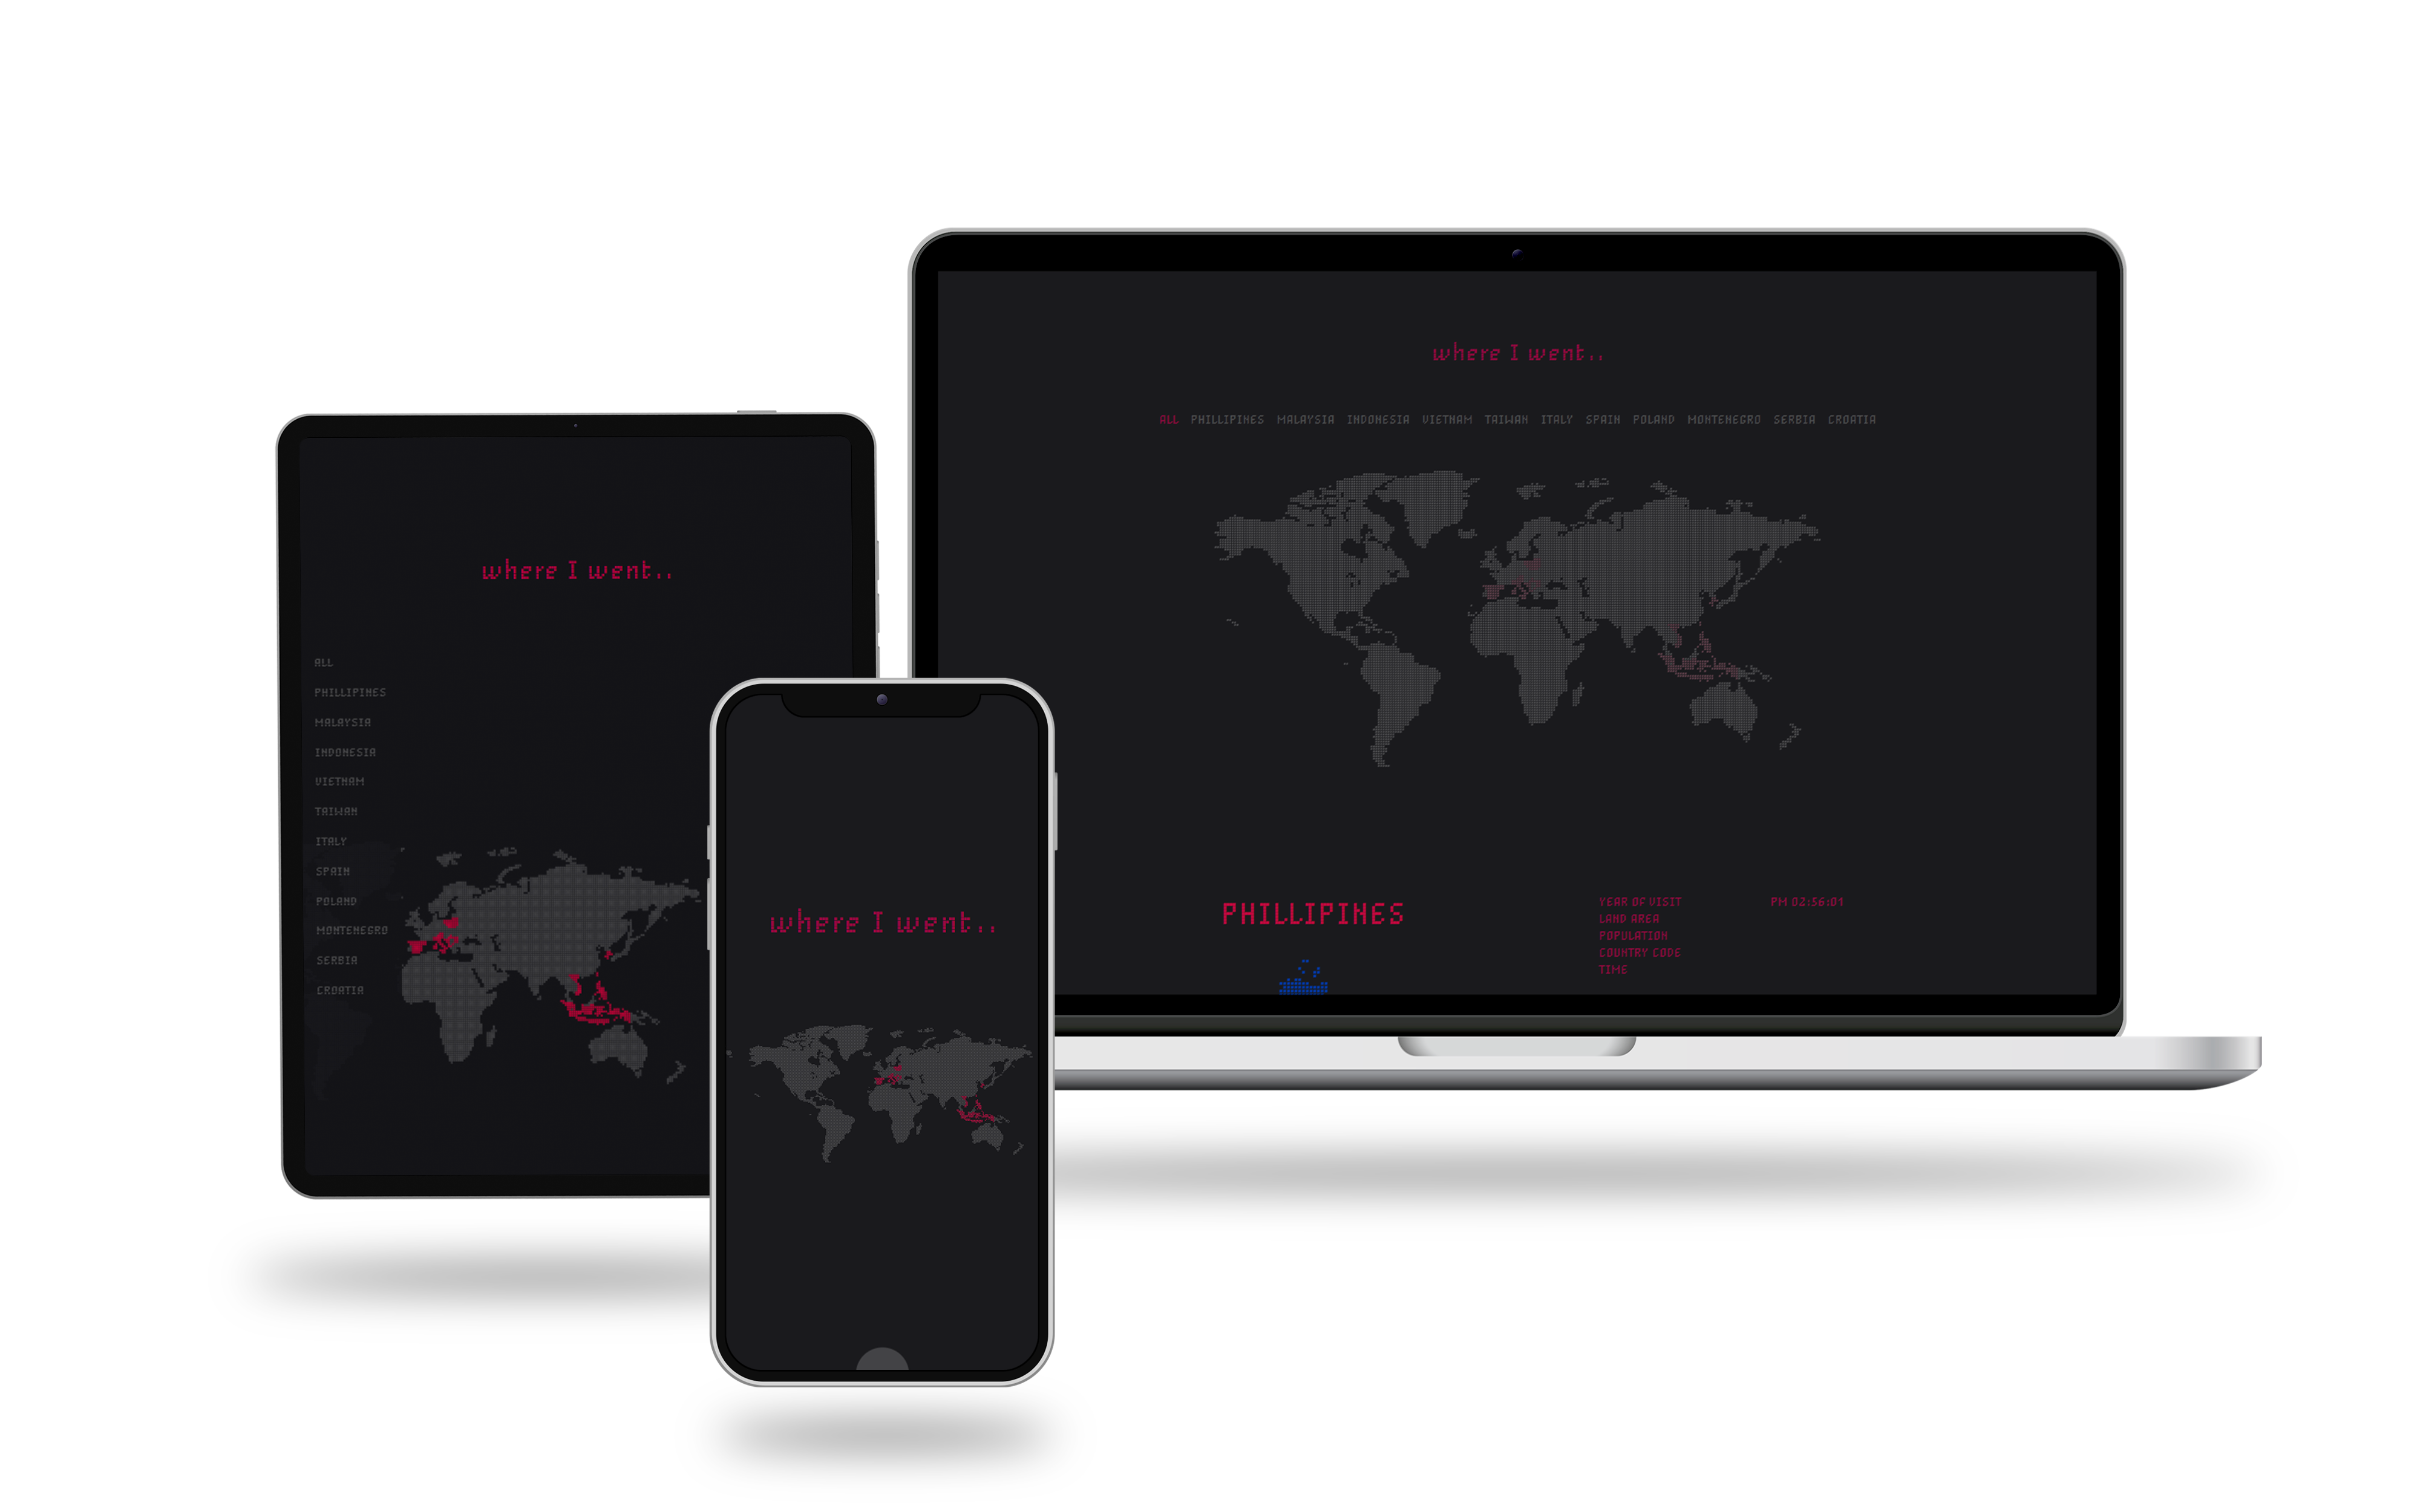 where I went..
ALL PHILLIPINES MALAYSIA INDONESIA VIETNAM TAIWAN ITALY SPAIN POLAND MONTENEGRO SERBIA CROATIA
PHILLIPINES
YEAR OF VISIT
LAND AREA
POPULATION
COUNTRY CODE
TIME
PM 02:56:01
where I went..
ALL
PHILLIPINES
MALAYSIA
INDONESIA
VIETNAM
TAIWAN
ITALY
SPAIN
POLAND
MONTENEGRO
SERBIA
CROATIA
where I went..